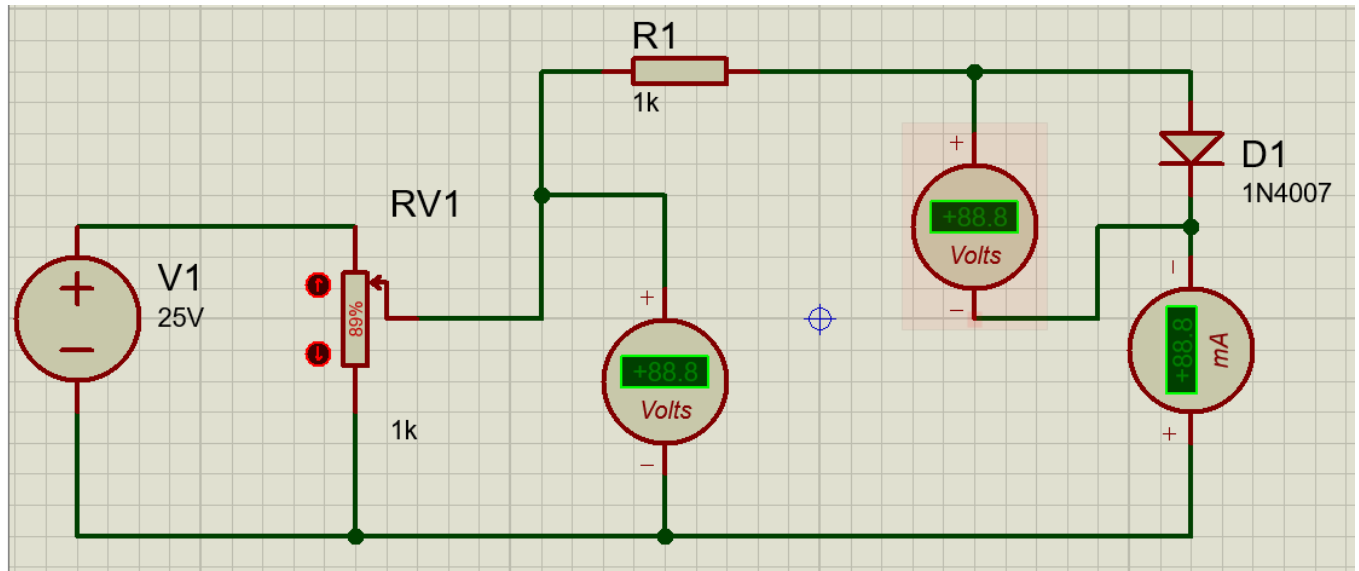 R1
1k
RV1
89%
1k
V1
25V
+
−
+88.8
Volts
+
−
+88.8
Volts
D1
1N4007
−
+88.8
mA
+